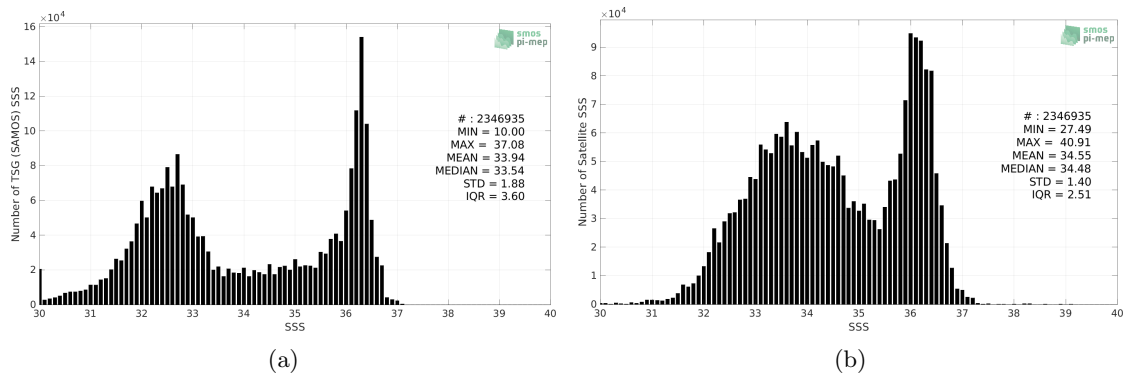 ×10⁴
16
14
12
10
8
6
4
2
0
Number of TSG (SAMOS) SSS
30 31 32 33 34 35 36 37 38 39 40
SSS
smos
pi-mep
# : 2346935
MIN = 10.00
MAX = 37.08
MEAN = 33.94
MEDIAN = 33.54
STD = 1.88
IQR = 3.60
(a)
×10⁴
9
8
7
6
5
4
3
2
1
0
Number of Satellite SSS
30 31 32 33 34 35 36 37 38 39 40
SSS
smos
pi-mep
# : 2346935
MIN = 27.49
MAX = 40.91
MEAN = 34.55
MEDIAN = 34.48
STD = 1.40
IQR = 2.51
(b)